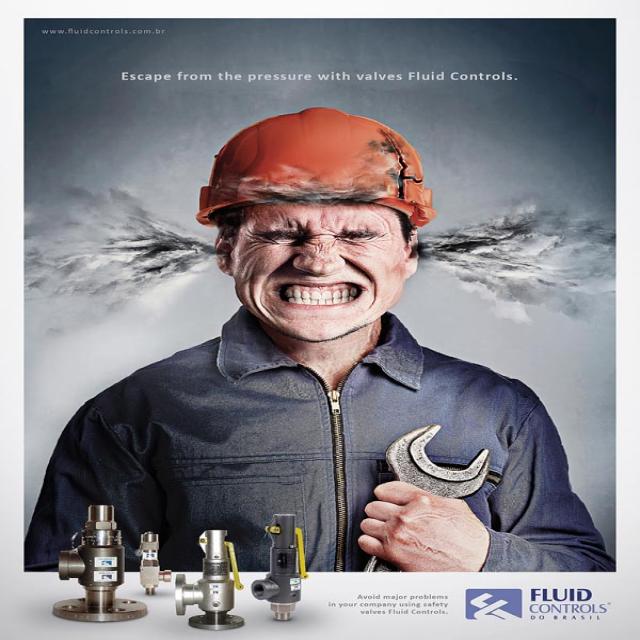 www.fluidcontrols.com.br
Escape from the pressure with valves Fluid Controls.
Avoid major problems
in your company using safety
valves Fluid Controls.
FLUID
CONTROLS®
DO BRASIL